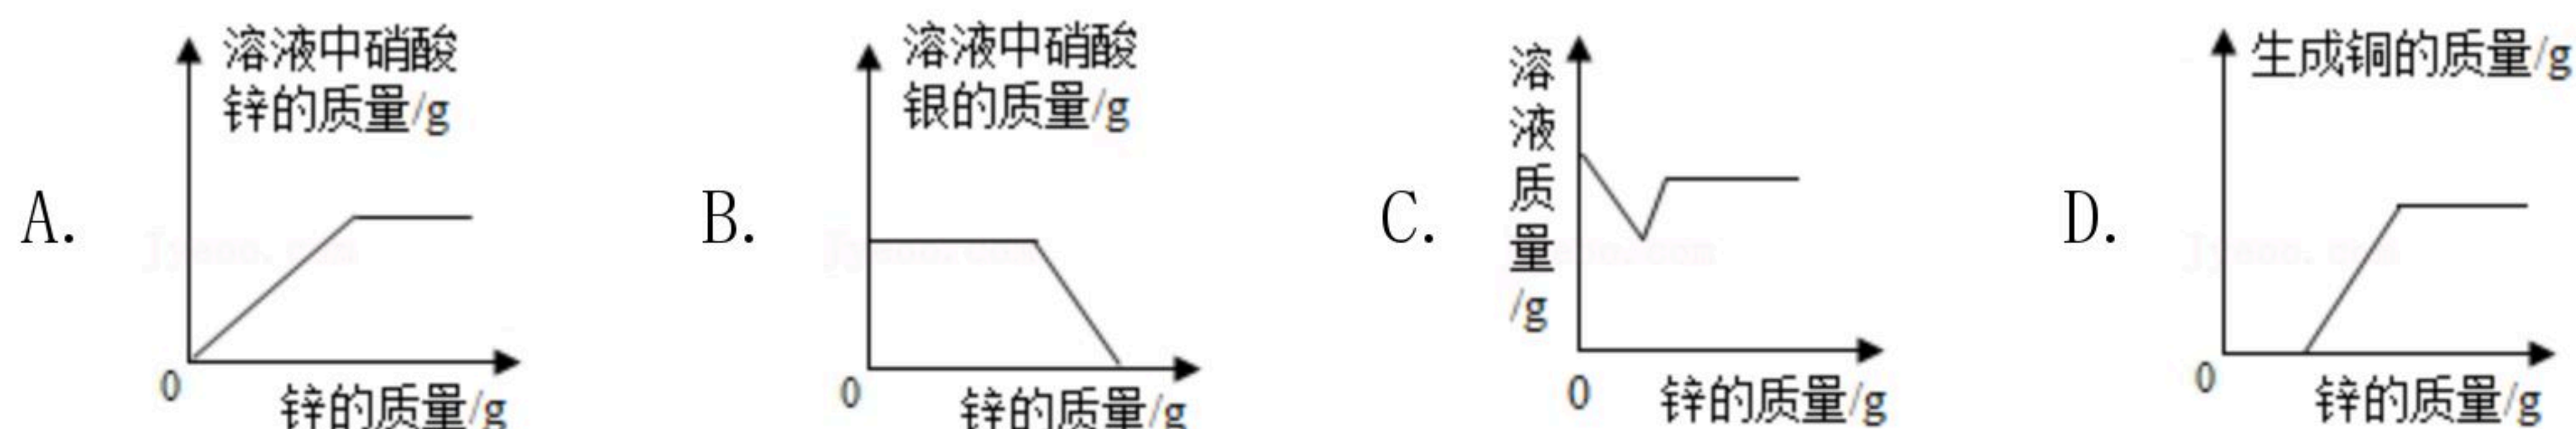 A.
溶液中硝酸
锌的质量/g
0
锌的质量/g
B.
溶液中硝酸
银的质量/g
0
锌的质量/g
C.
溶
液
质
量
/g
0
锌的质量/g
D.
生成铜的质量/g
0
锌的质量/g